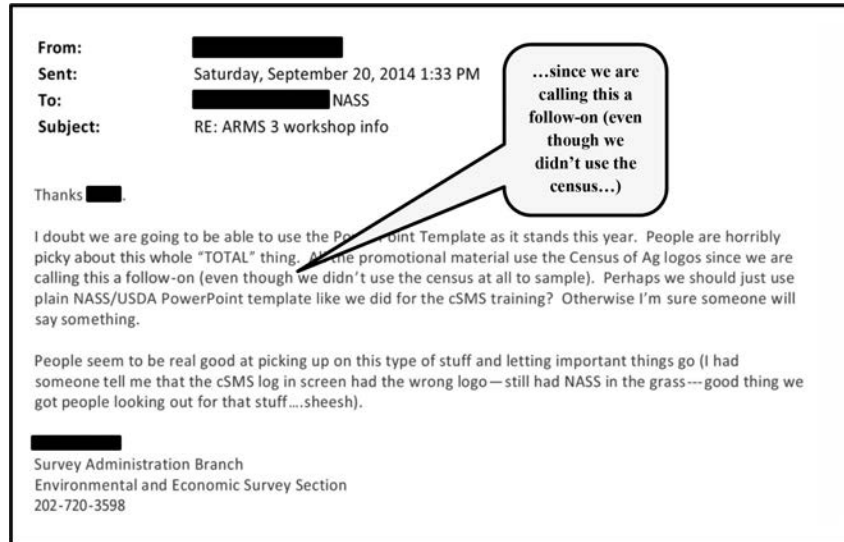 From:
Sent: Saturday, September 20, 2014 1:33 PM
To: NASS
Subject: RE: ARMS 3 workshop info
…since we are
calling this a
follow-on (even
though we
didn't use the
census…)
Thanks .
I doubt we are going to be able to use the Point Template as it stands this year. People are horribly
picky about this whole "TOTAL" thing. the promotional material use the Census of Ag logos since we are
calling this a follow-on (even though we didn't use the census at all to sample). Perhaps we should just use
plain NASS/USDA PowerPoint template like we did for the cSMS training? Otherwise I'm sure someone will
say something.
People seem to be real good at picking up on this type of stuff and letting important things go (I had
someone tell me that the cSMS log in screen had the wrong logo—still had NASS in the grass---good thing we
got people looking out for that stuff….sheesh).
Survey Administration Branch
Environmental and Economic Survey Section
202-720-3598